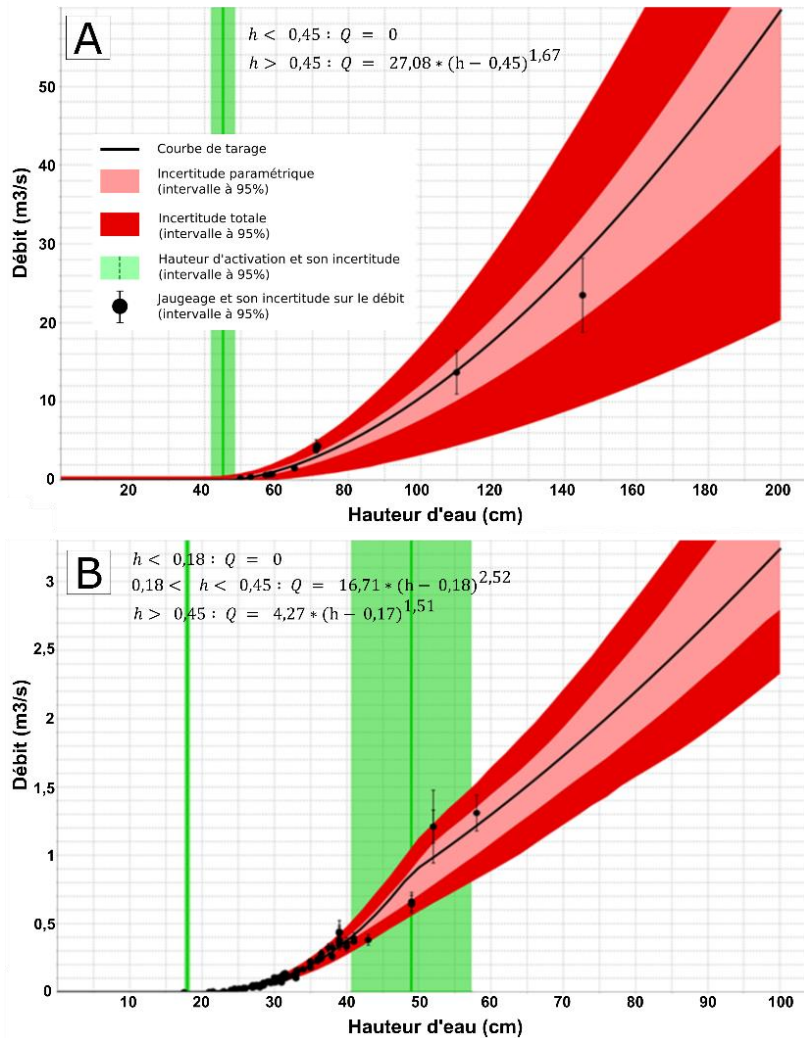 A
h < 0,45 : Q = 0
h > 0,45 : Q = 27,08 * (h − 0,45)^1,67
Courbe de tarage
Incertitude paramétrique
(intervalle à 95%)
Incertitude totale
(intervalle à 95%)
Hauteur d'activation et son incertitude
(intervalle à 95%)
Jaugeage et son incertitude sur le débit
(intervalle à 95%)
Débit (m3/s)
50
40
30
20
10
0
20 40 60 80 100 120 140 160 180 200
Hauteur d'eau (cm)
B
h < 0,18 : Q = 0
0,18 < h < 0,45 : Q = 16,71 * (h − 0,18)^2,52
h > 0,45 : Q = 4,27 * (h − 0,17)^1,51
Débit (m3/s)
3
2,5
2
1,5
1
0,5
0
10 20 30 40 50 60 70 80 90 100
Hauteur d'eau (cm)